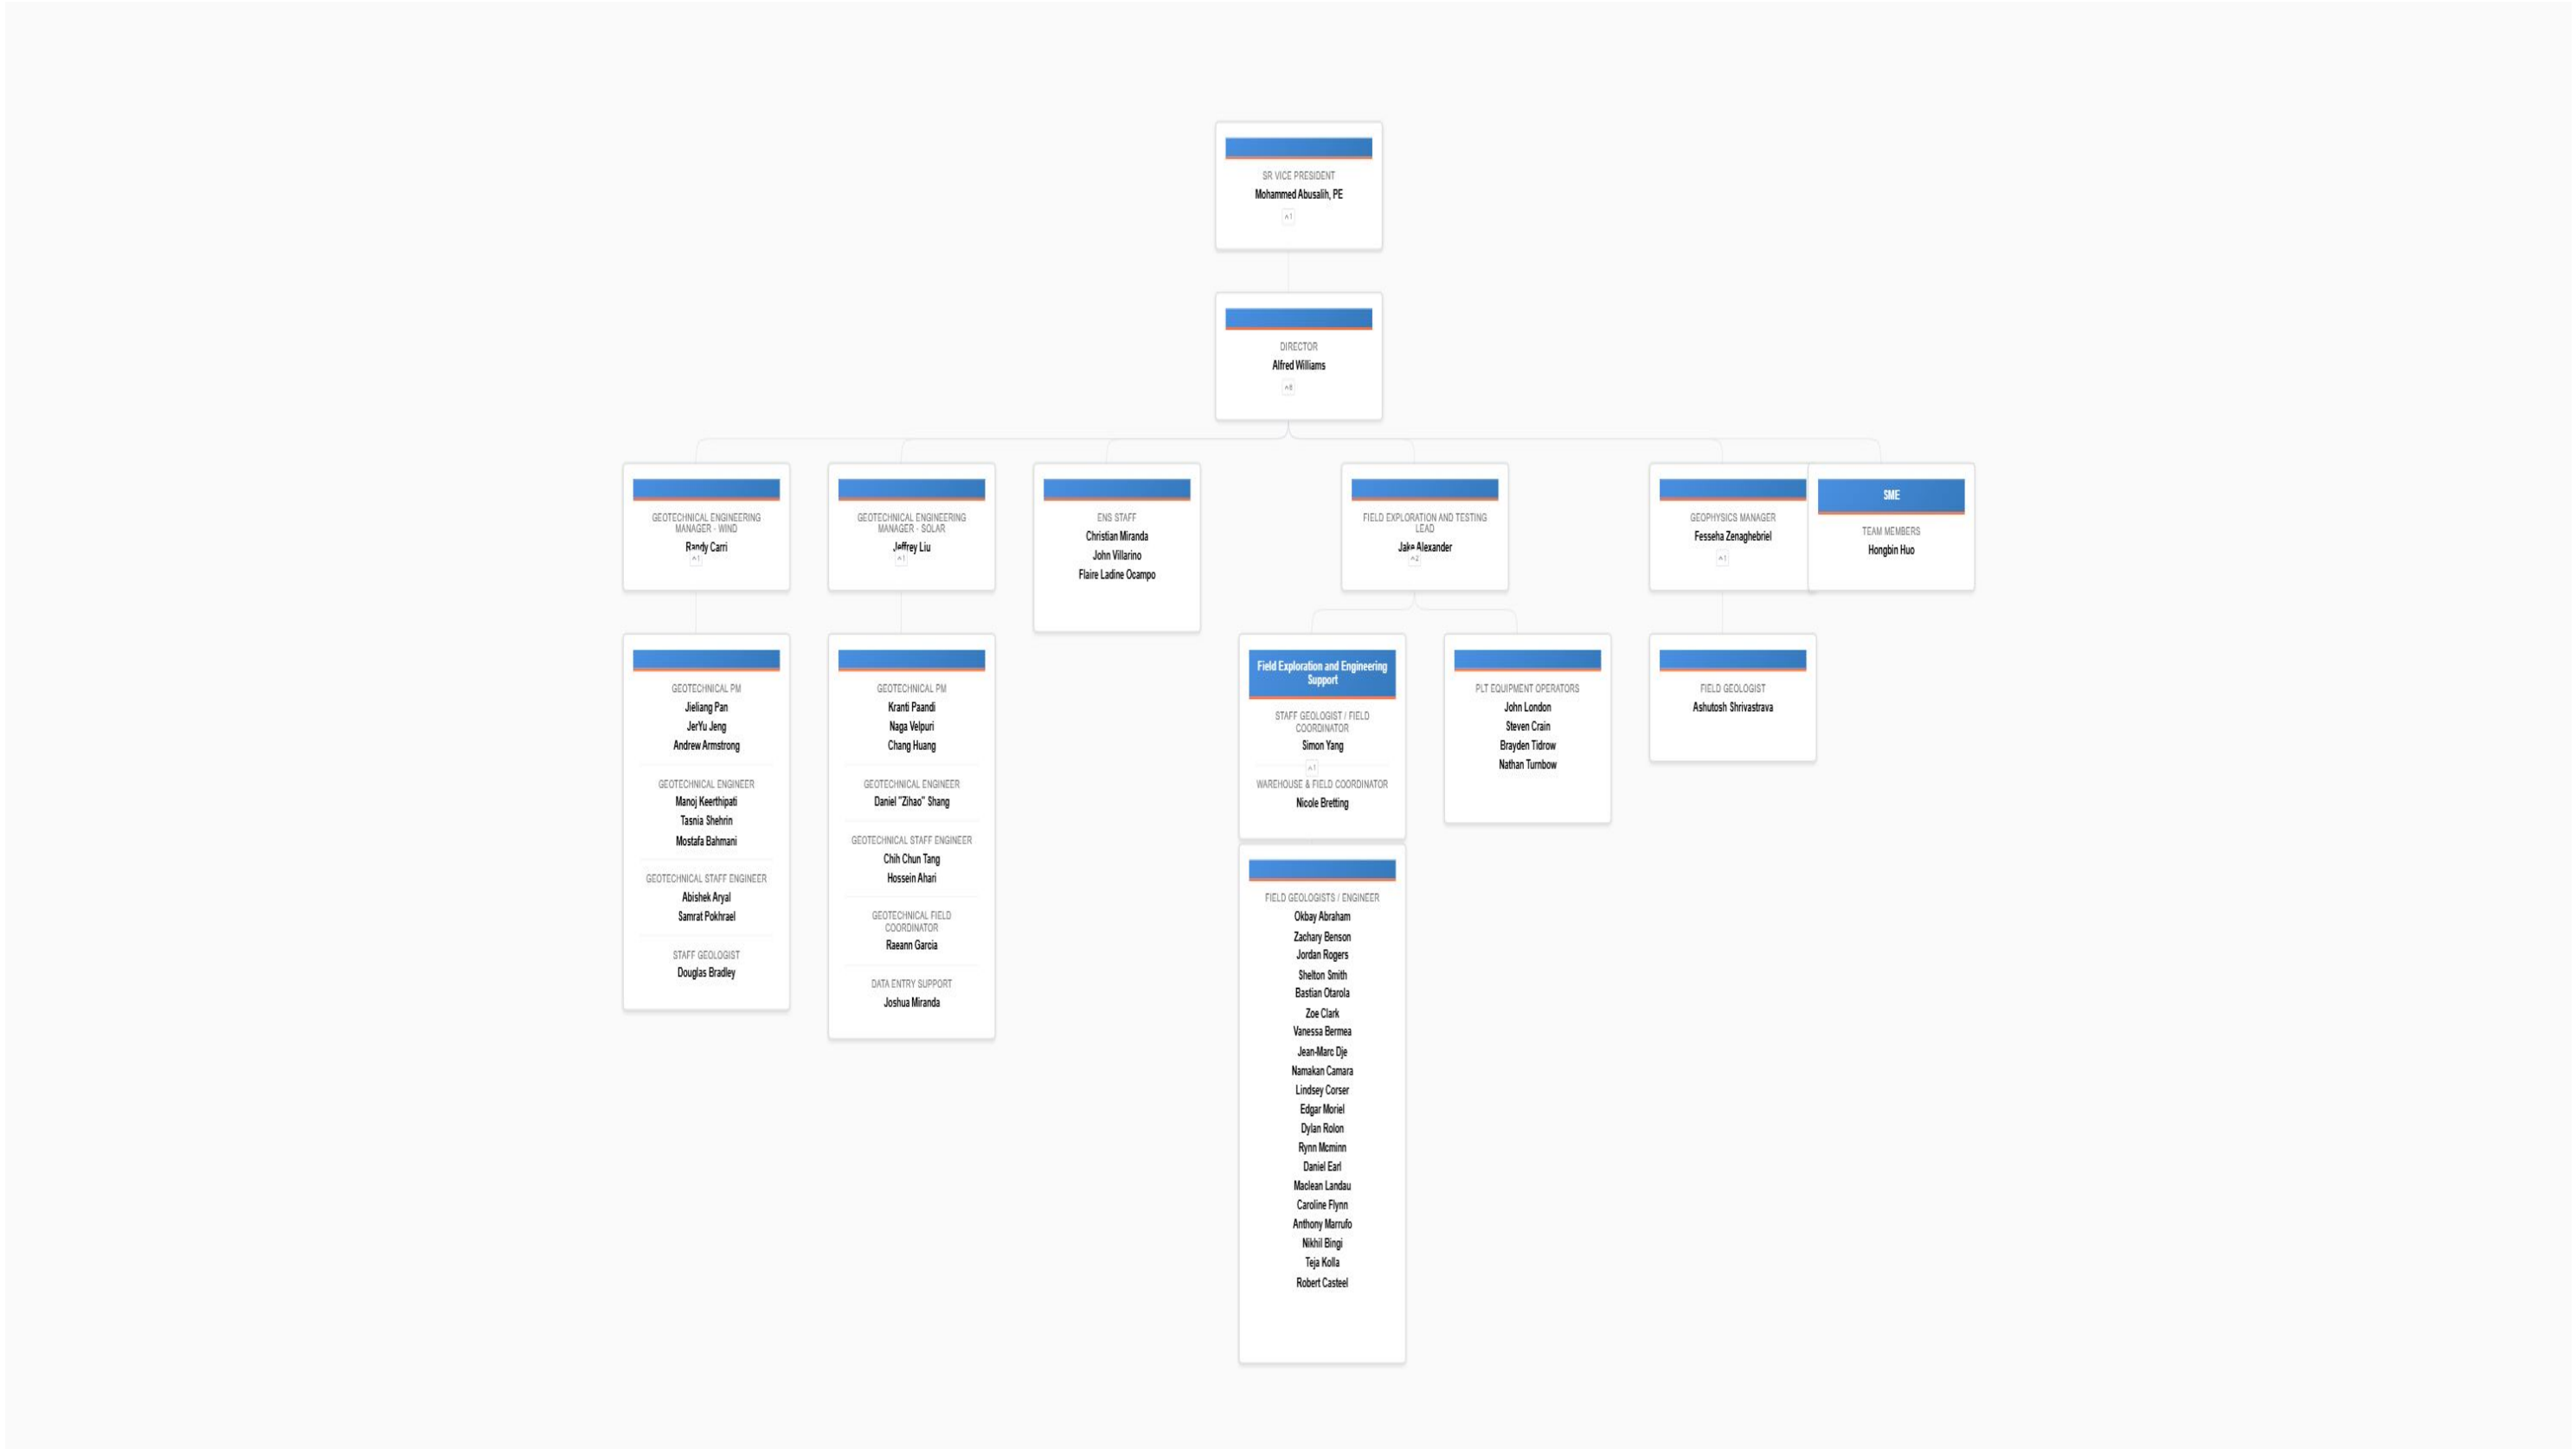 SR VICE PRESIDENT
Mohammed Abusalih, PE
^1
DIRECTOR
Alfred Williams
^8
GEOTECHNICAL ENGINEERING
MANAGER - WIND
Randy Carri
^1
GEOTECHNICAL ENGINEERING
MANAGER - SOLAR
Jeffrey Liu
^1
ENS STAFF
Christian Miranda
John Villarino
Flaire Ladine Ocampo
FIELD EXPLORATION AND TESTING
LEAD
Jake Alexander
^2
GEOPHYSICS MANAGER
Fesseha Zenaghebriel
^1
SME
TEAM MEMBERS
Hongbin Huo
GEOTECHNICAL PM
Jieliang Pan
JerYu Jeng
Andrew Armstrong
GEOTECHNICAL ENGINEER
Manoj Keerthipati
Tasnia Shehrin
Mostafa Bahmani
GEOTECHNICAL STAFF ENGINEER
Abishek Aryal
Samrat Pokhrael
STAFF GEOLOGIST
Douglas Bradley
GEOTECHNICAL PM
Kranti Paandi
Naga Velpuri
Chang Huang
GEOTECHNICAL ENGINEER
Daniel "Zihao" Shang
GEOTECHNICAL STAFF ENGINEER
Chih Chun Tang
Hossein Ahari
GEOTECHNICAL FIELD
COORDINATOR
Raeann Garcia
DATA ENTRY SUPPORT
Joshua Miranda
Field Exploration and Engineering
Support
STAFF GEOLOGIST / FIELD
COORDINATOR
Simon Yang
^1
WAREHOUSE & FIELD COORDINATOR
Nicole Bretting
FIELD GEOLOGISTS / ENGINEER
Okbay Abraham
Zachary Benson
Jordan Rogers
Shelton Smith
Bastian Otarola
Zoe Clark
Vanessa Bermea
Jean-Marc Dje
Namakan Camara
Lindsey Corser
Edgar Moriel
Dylan Rolon
Rynn Mcminn
Daniel Earl
Maclean Landau
Caroline Flynn
Anthony Marrufo
Nikhil Bingi
Teja Kolla
Robert Casteel
PLT EQUIPMENT OPERATORS
John London
Steven Crain
Brayden Tidrow
Nathan Turnbow
FIELD GEOLOGIST
Ashutosh Shrivastrava